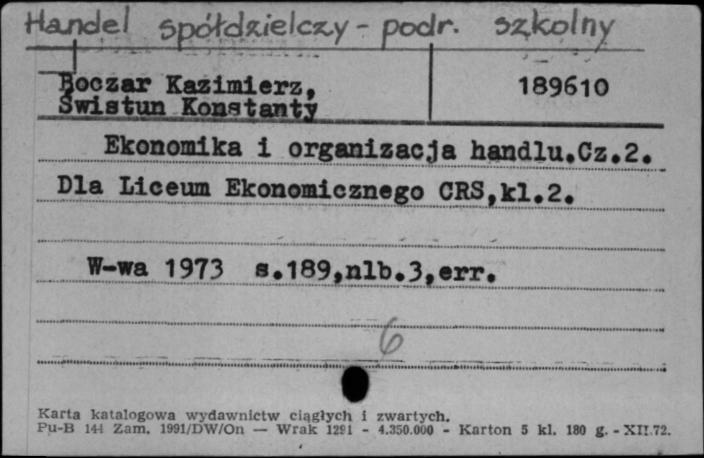 Handel spółdzielczy - podr. szkolny
Boczar Kazimierz,
Świstun Konstanty
189610
Ekonomika i organizacja handlu.Cz.2.
Dla Liceum Ekonomicznego CRS,kl.2.
W-wa 1973 s.189,nlb.3,err.
6
Karta katalogowa wydawnictw ciągłych i zwartych.
Pu-B 144 Zam. 1991/DW/On — Wrak 1291 - 4.350.000 - Karton 5 kl. 180 g. - XII.72.